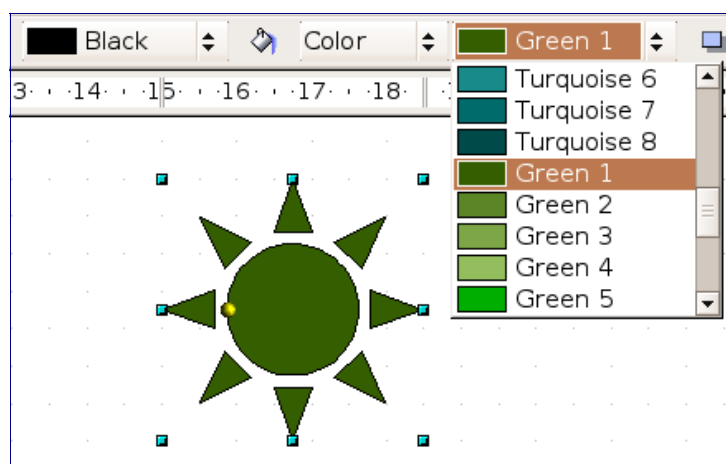 Black Color Green 1
3 · 14 · 15 · 16 · 17 · 18
Turquoise 6
Turquoise 7
Turquoise 8
Green 1
Green 2
Green 3
Green 4
Green 5